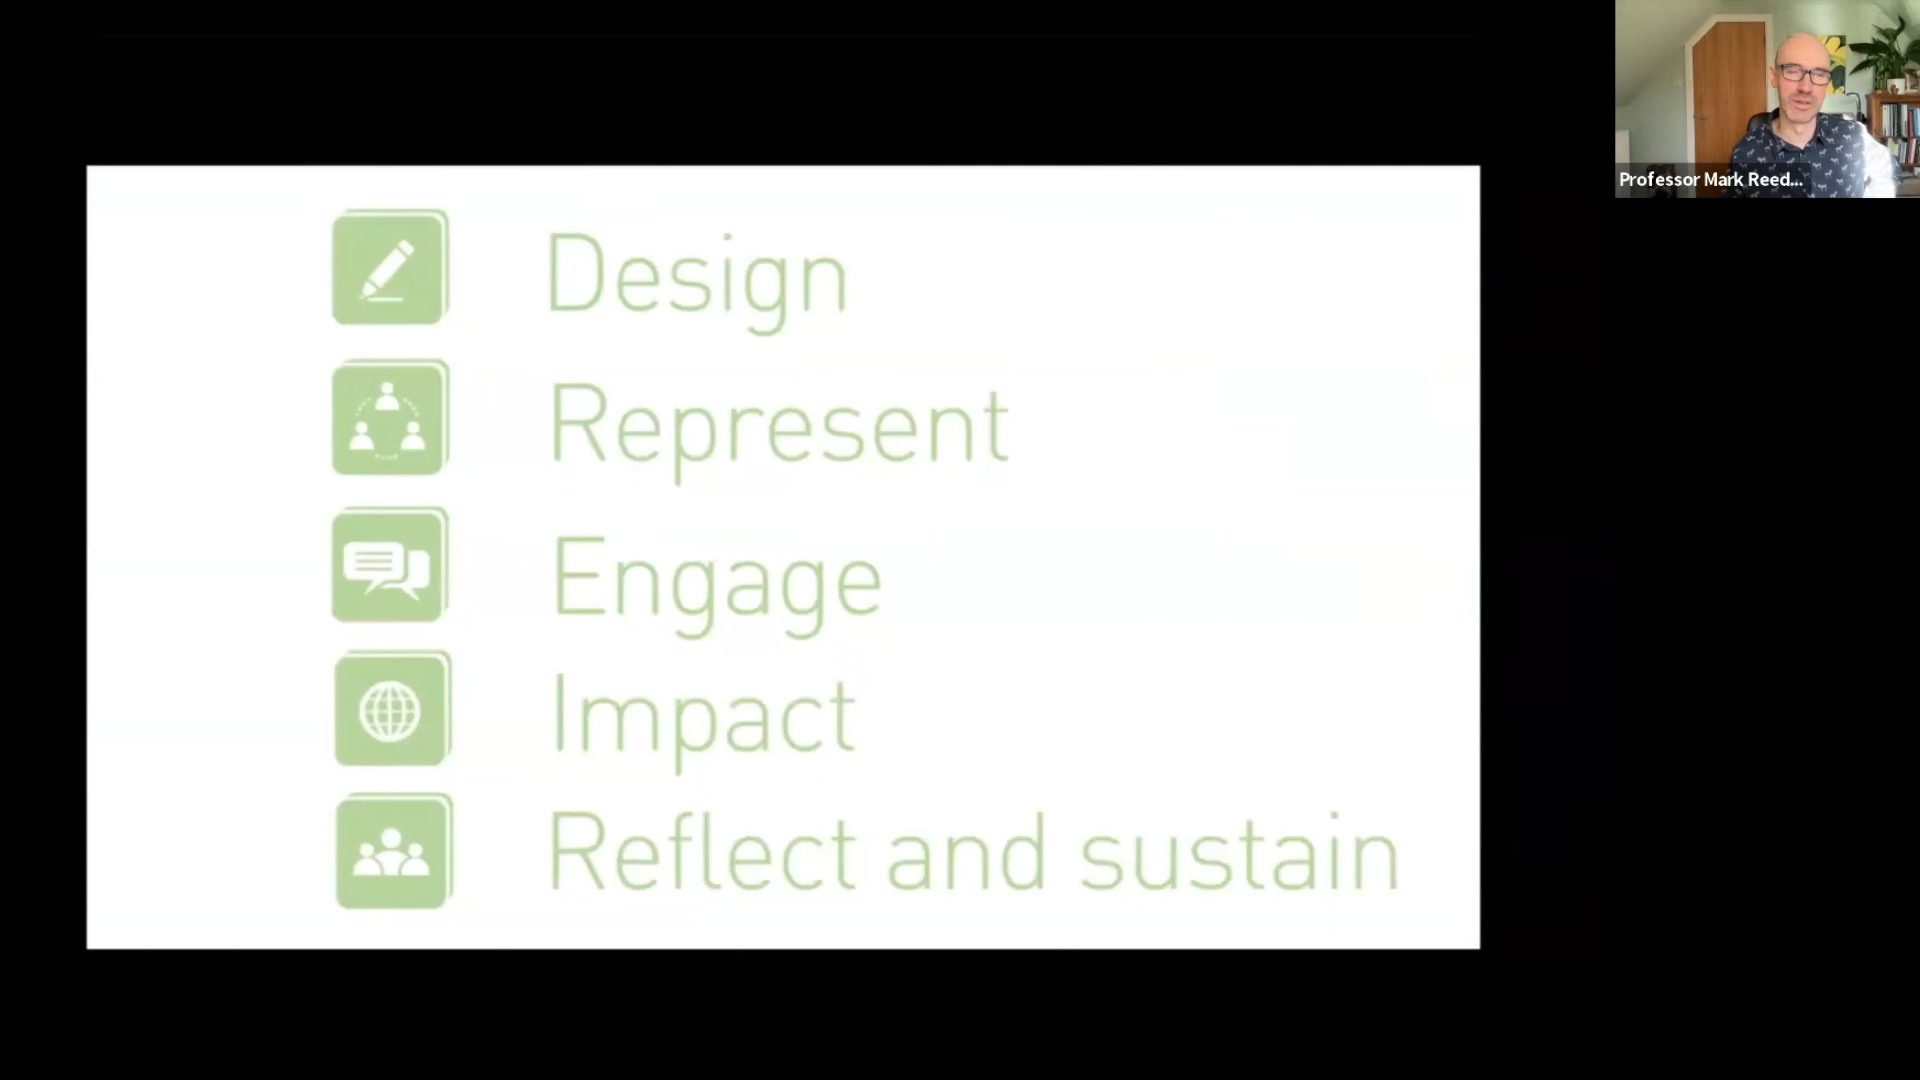 Design
Represent
Engage
Impact
Reflect and sustain
Professor Mark Reed...